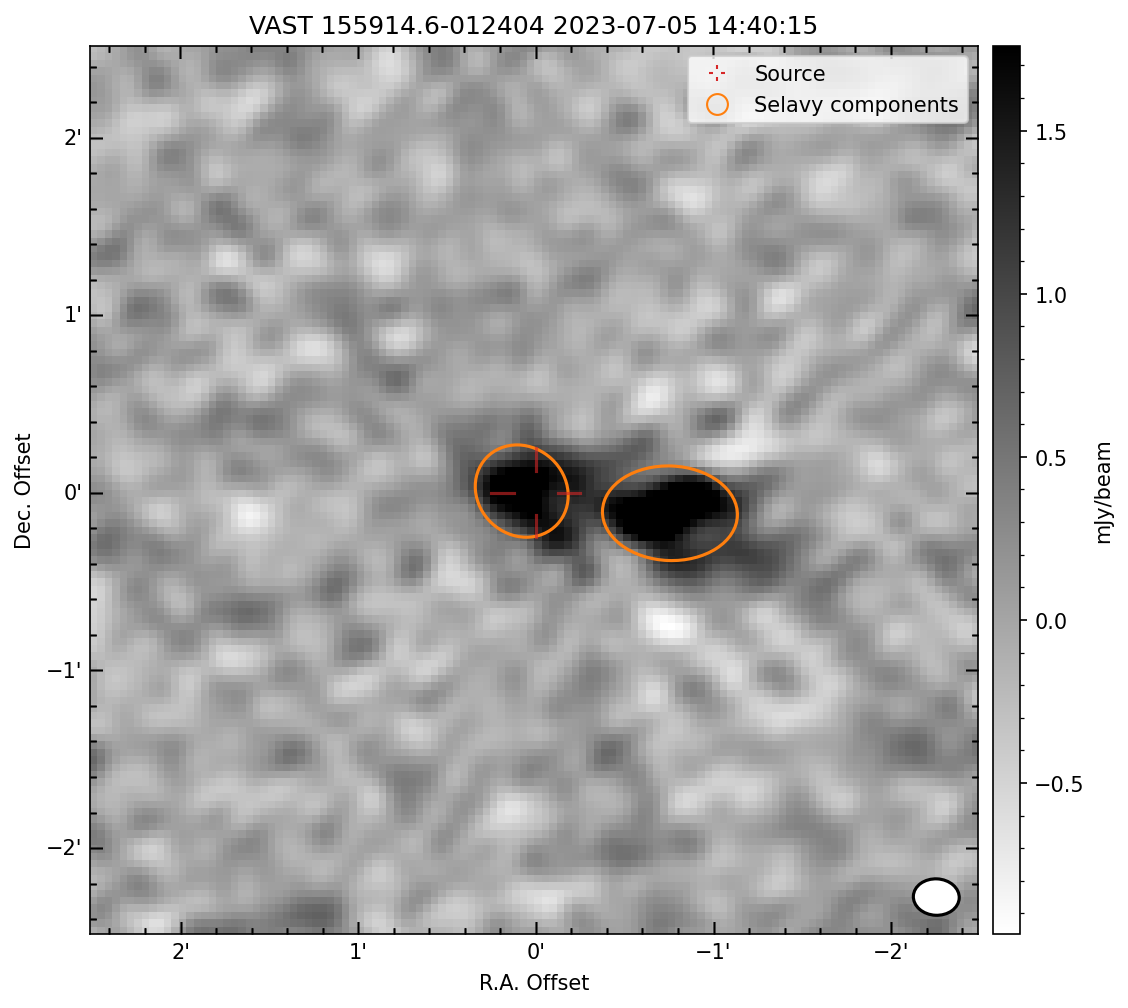 VAST 155914.6-012404 2023-07-05 14:40:15
Source
Selavy components
2'
1'
0'
−1'
−2'
Dec. Offset
2'
1'
0'
−1'
−2'
R.A. Offset
1.5
1.0
0.5
0.0
−0.5
mJy/beam